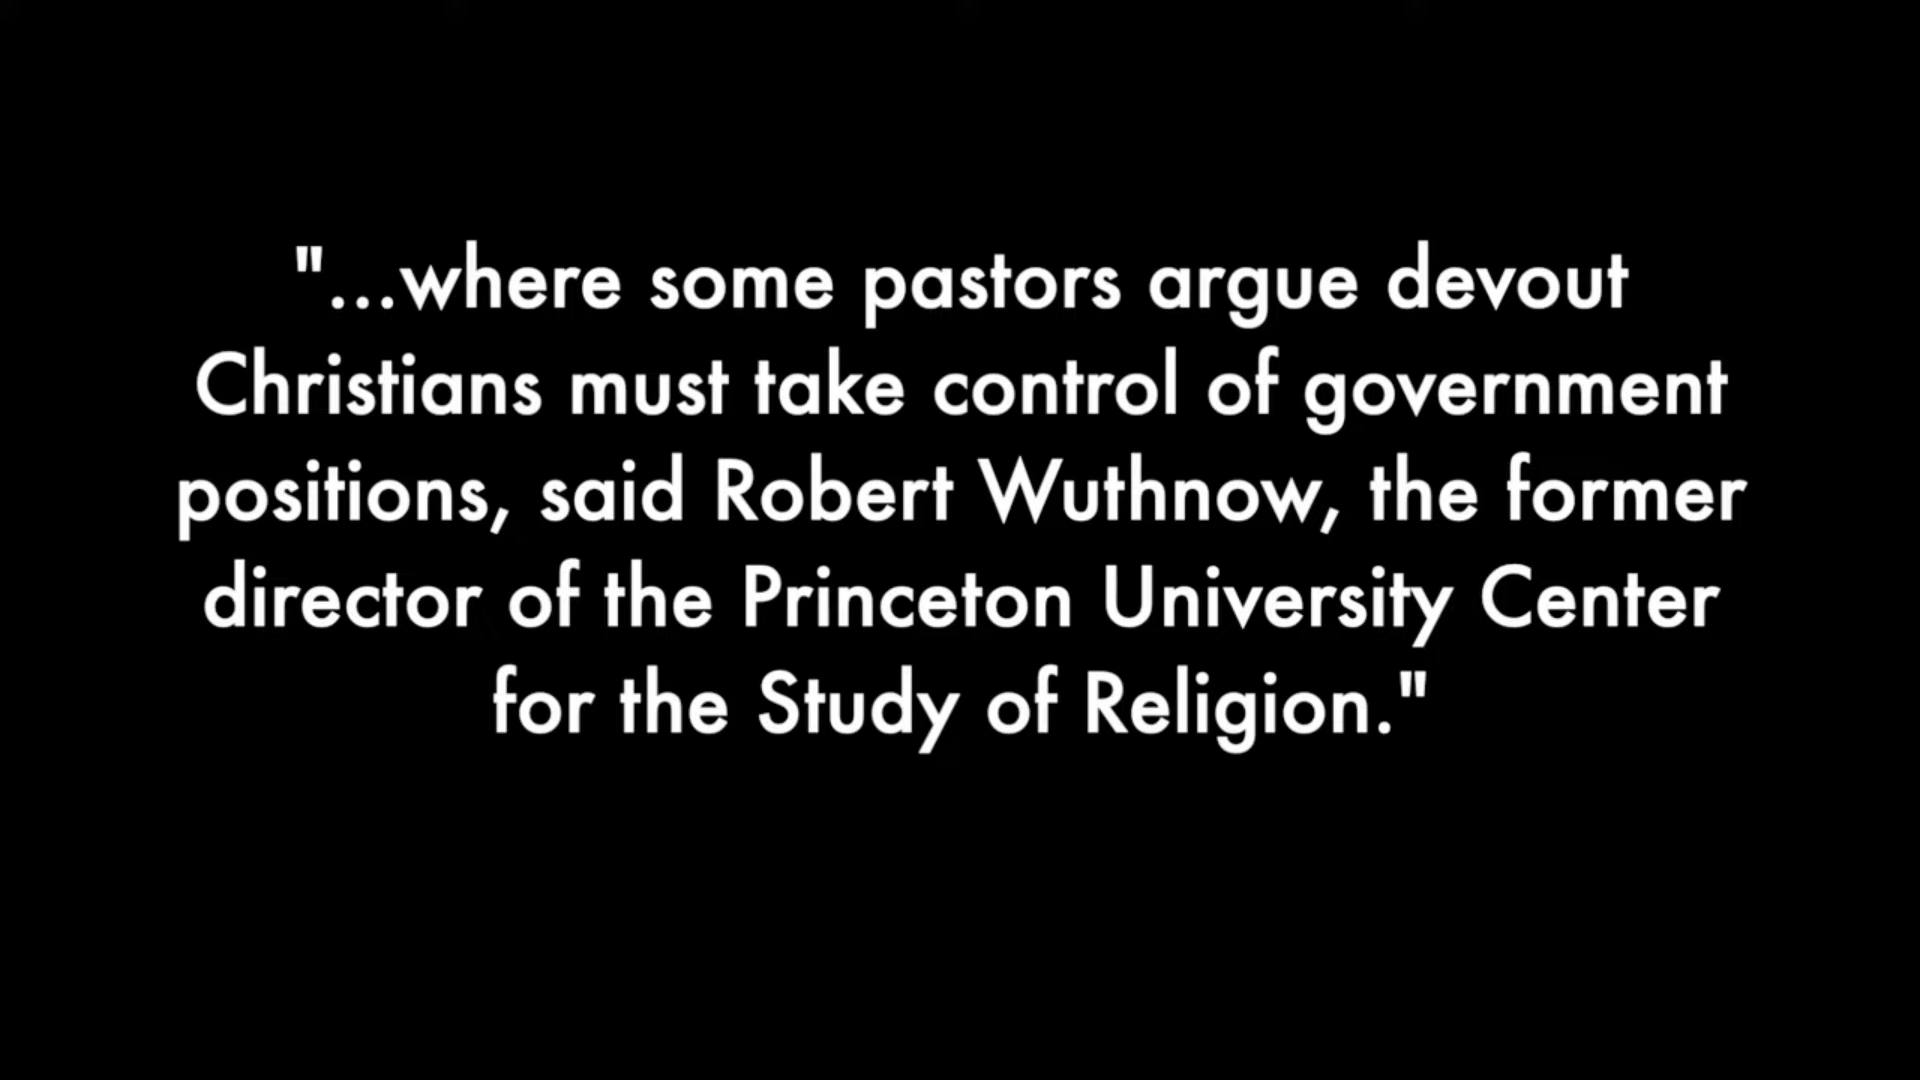 "...where some pastors argue devout
Christians must take control of government
positions, said Robert Wuthnow, the former
director of the Princeton University Center
for the Study of Religion."